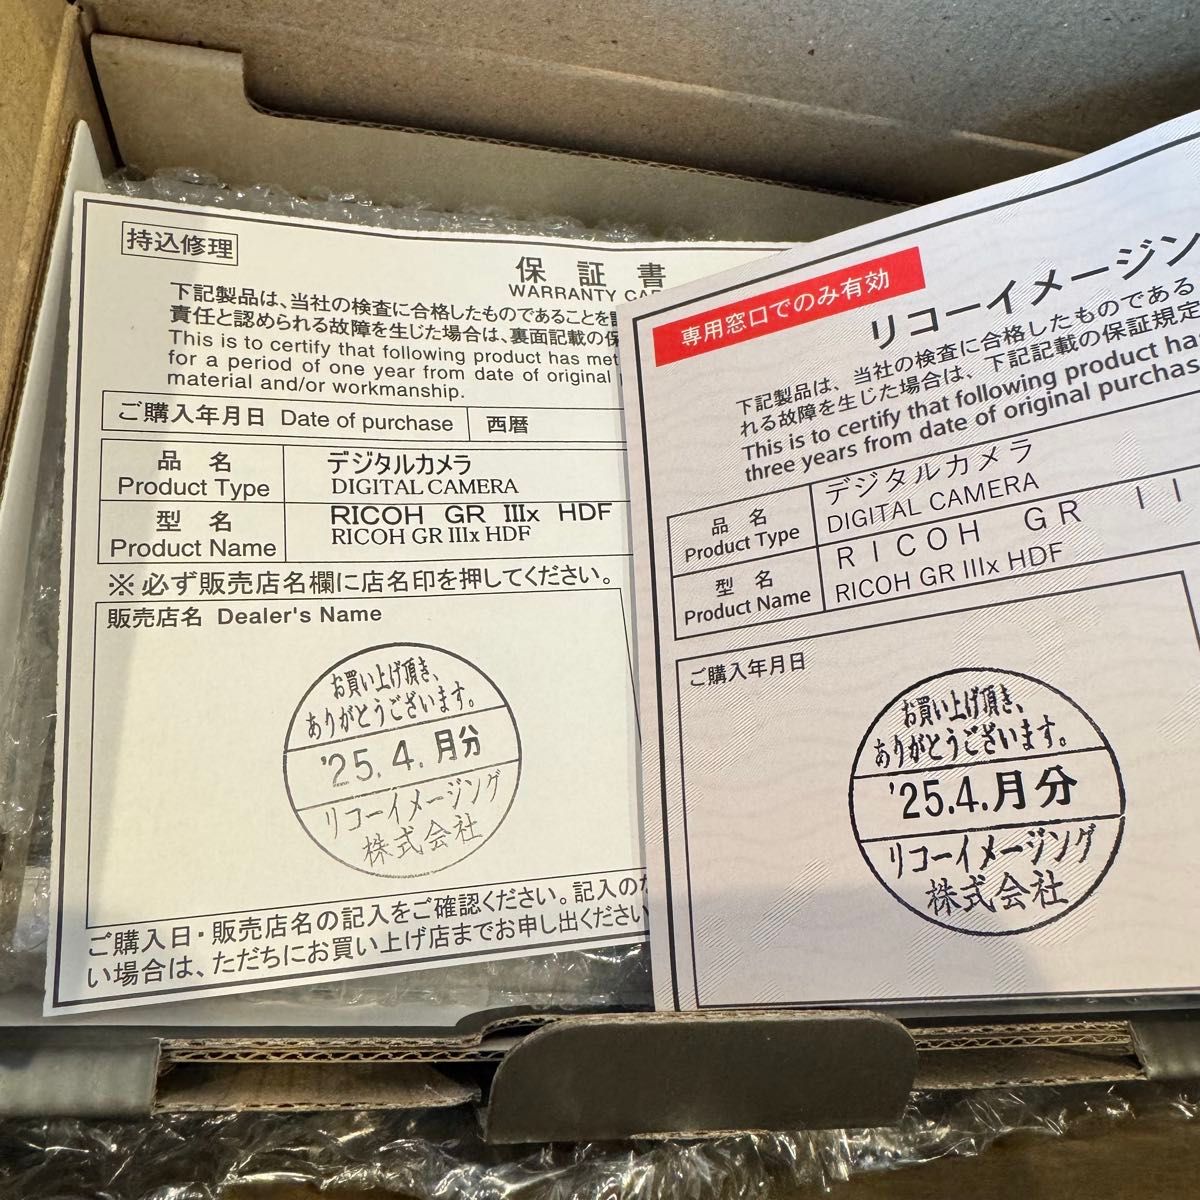 持込修理
保証書
WARRANTY CA
下記製品は、当社の検査に合格したものであることを
責任と認められる故障を生じた場合は、裏面記載の保
This is to certify that following product has met
for a period of one year from date of original
material and/or workmanship.
ご購入年月日 Date of purchase 西暦
品名 デジタルカメラ
Product Type DIGITAL CAMERA
型名 RICOH GR IIIx HDF
Product Name RICOH GR IIIx HDF
※必ず販売店名欄に店名印を押してください。
販売店名 Dealer's Name
お買い上げ頂き、
ありがとうございます。
'25.4.月分
リコーイメージング
株式会社
ご購入日・販売店名の記入をご確認ください。記入のな
い場合は、ただちにお買い上げ店までお申し出ください
専用窓口でのみ有効
リコーイメージン
下記製品は、当社の検査に合格したものである
れる故障を生じた場合は、下記記載の保証規定
This is to certify that following product ha
three years from date of original purchas
品名 デジタルカメラ
Product Type DIGITAL CAMERA
型名 RICOH GR II
Product Name RICOH GR IIIx HDF
ご購入年月日
お買い上げ頂き、
ありがとうございます。
'25.4.月分
リコーイメージング
株式会社